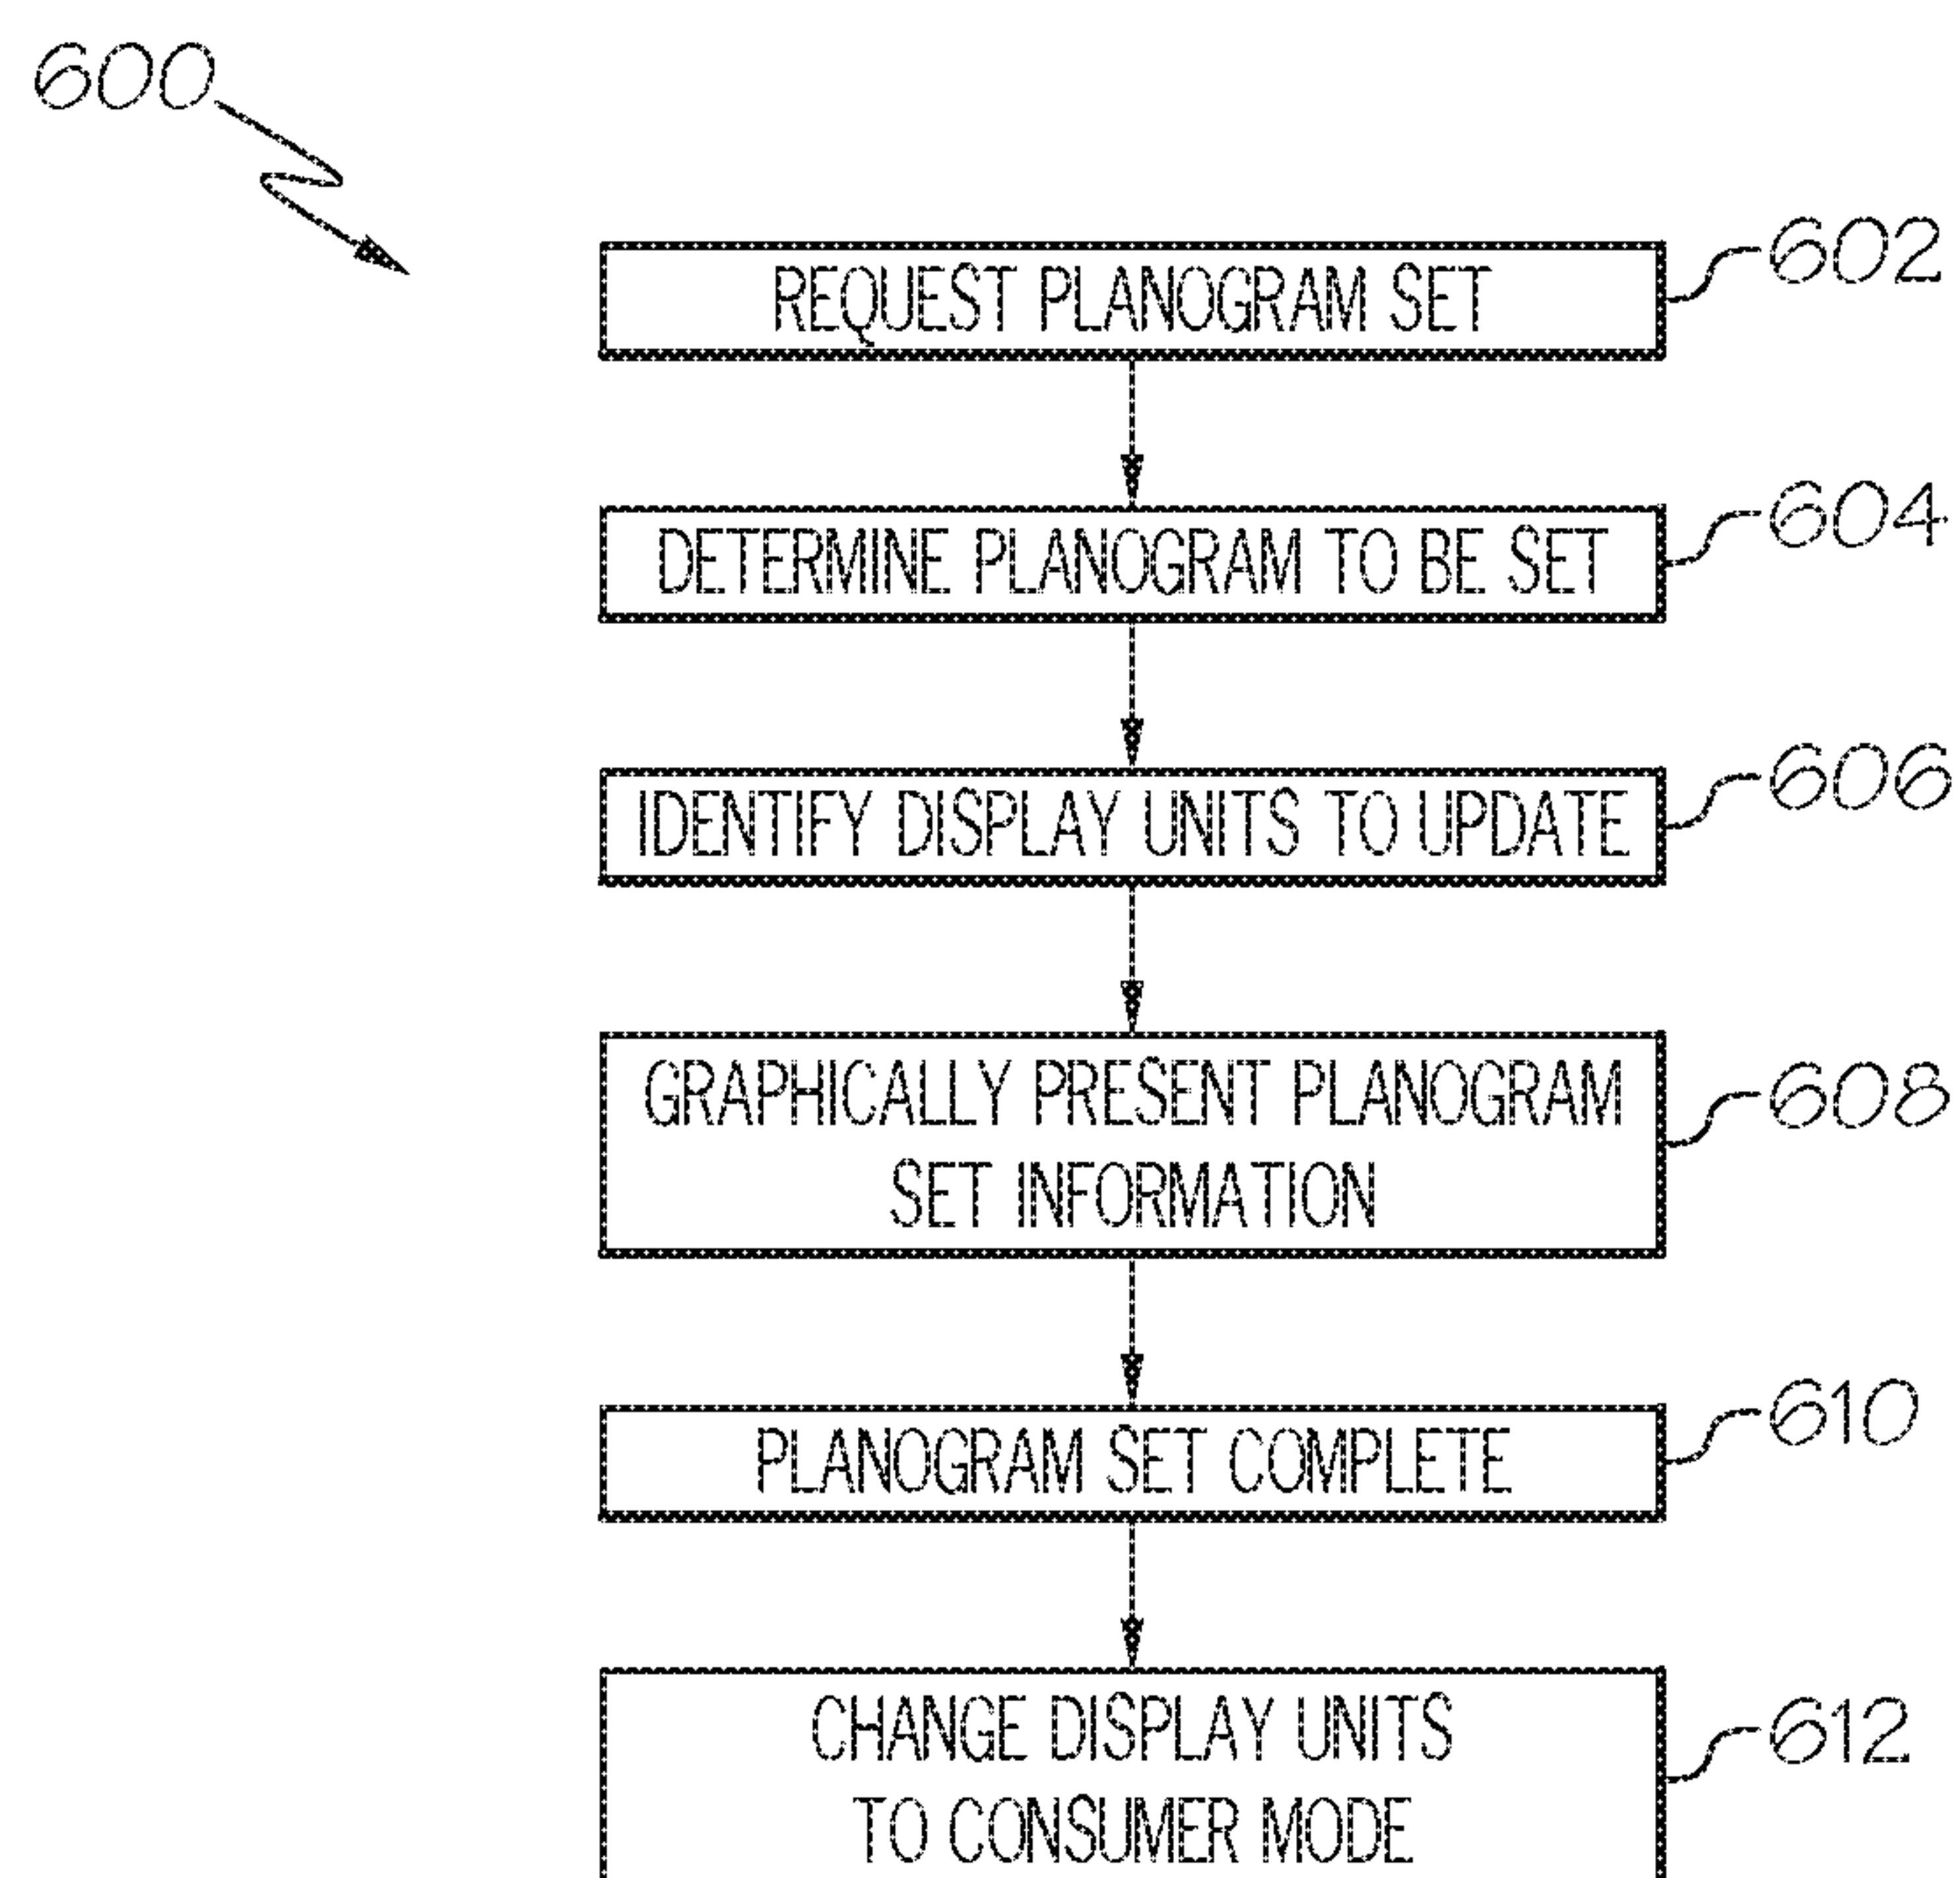 600
REQUEST PLANOGRAM SET
602
DETERMINE PLANOGRAM TO BE SET
604
IDENTIFY DISPLAY UNITS TO UPDATE
606
GRAPHICALLY PRESENT PLANOGRAM
SET INFORMATION
608
PLANOGRAM SET COMPLETE
610
CHANGE DISPLAY UNITS
TO CONSUMER MODE
612